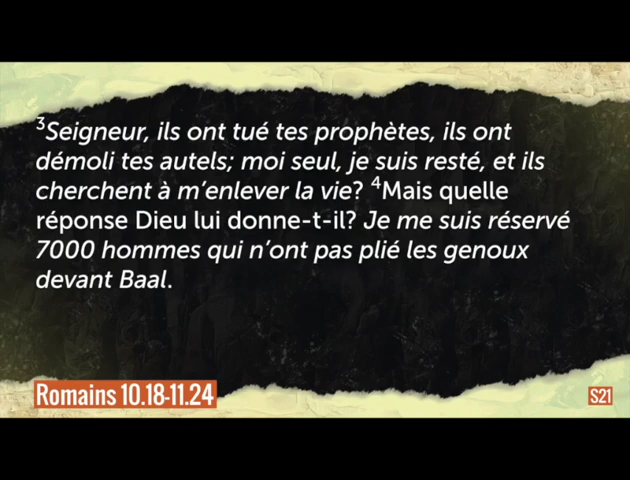 ³Seigneur, ils ont tué tes prophètes, ils ont
démoli tes autels; moi seul, je suis resté, et ils
cherchent à m’enlever la vie? ⁴Mais quelle
réponse Dieu lui donne-t-il? Je me suis réservé
7000 hommes qui n’ont pas plié les genoux
devant Baal.
Romains 10.18-11.24
S21